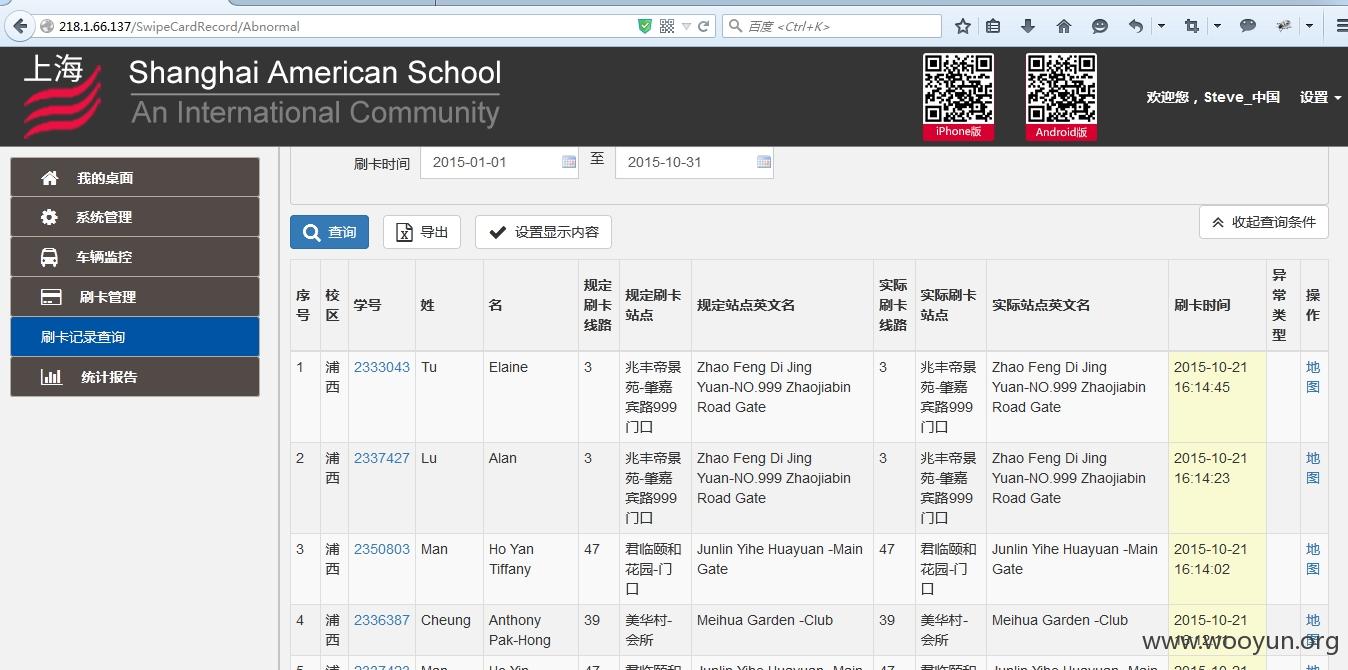 218.1.66.137/SwipeCardRecord/Abnormal
百度 <Ctrl+K>
上海
Shanghai American School
An International Community
iPhone版
Android版
欢迎您，Steve_中国
设置
我的桌面
系统管理
车辆监控
刷卡管理
刷卡记录查询
统计报告
刷卡时间 2015-01-01 至 2015-10-31
查询 导出 设置显示内容 收起查询条件
序号 校区 学号 姓 名 规定刷卡线路 规定刷卡站点 规定站点英文名 实际刷卡线路 实际刷卡站点 实际站点英文名 刷卡时间 异常类型 操作
1 浦西 2333043 Tu Elaine 3 兆丰帝景苑-肇嘉宾路999门口 Zhao Feng Di Jing Yuan-NO.999 Zhaojiabin Road Gate 3 兆丰帝景苑-肇嘉宾路999门口 Zhao Feng Di Jing Yuan-NO.999 Zhaojiabin Road Gate 2015-10-21 16:14:45 地图
2 浦西 2337427 Lu Alan 3 兆丰帝景苑-肇嘉宾路999门口 Zhao Feng Di Jing Yuan-NO.999 Zhaojiabin Road Gate 3 兆丰帝景苑-肇嘉宾路999门口 Zhao Feng Di Jing Yuan-NO.999 Zhaojiabin Road Gate 2015-10-21 16:14:23 地图
3 浦西 2350803 Man Ho Yan Tiffany 47 君临颐和花园-门口 Junlin Yihe Huayuan -Main Gate 47 君临颐和花园-门口 Junlin Yihe Huayuan -Main Gate 2015-10-21 16:14:02 地图
4 浦西 2336387 Cheung Anthony Pak-Hong 39 美华村-会所 Meihua Garden -Club 39 美华村-会所 Meihua Garden -Club 2015-10-21 地图
www.wooyun.org